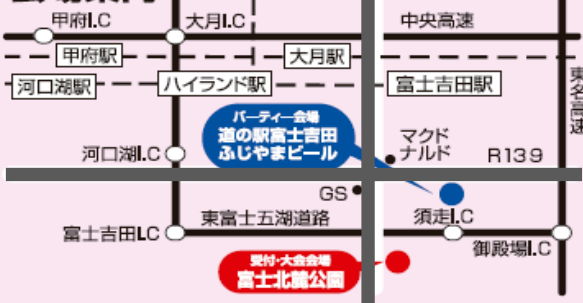 甲府I.C
大月I.C
中央高速
甲府駅
大月駅
河口湖駅
ハイランド駅
富士吉田駅
東名高速
パーティー会場
道の駅富士吉田
ふじやまビール
マクド
ナルド
R139
河口湖I.C
GS
東富士五湖道路
須走I.C
富士吉田I.C
御殿場I.C
受付・大会会場
富士北麓公園